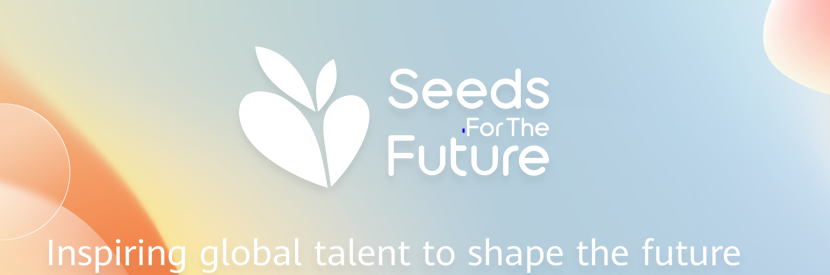 Seeds
For The
Future
Inspiring global talent to shape the future